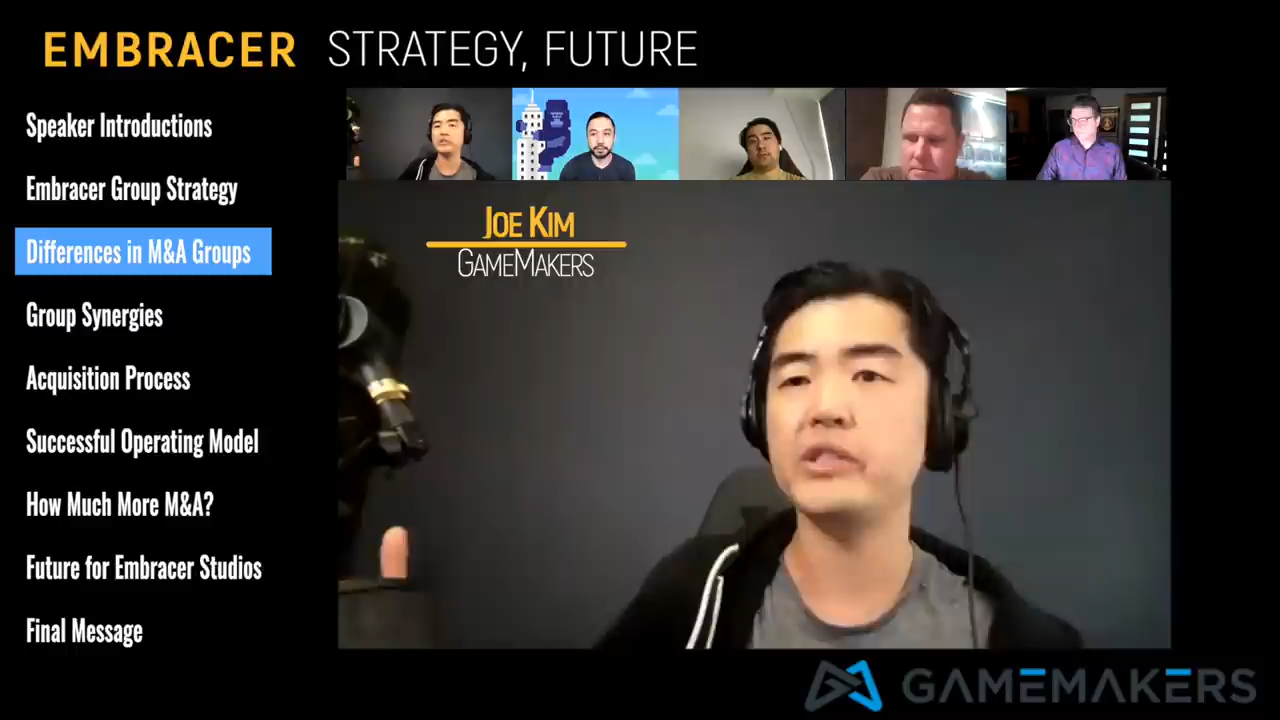 EMBRACER STRATEGY, FUTURE
Speaker Introductions
Embracer Group Strategy
Differences in M&A Groups
Group Synergies
Acquisition Process
Successful Operating Model
How Much More M&A?
Future for Embracer Studios
Final Message
JOE KIM
GAMEMAKERS
GAMEMAKERS